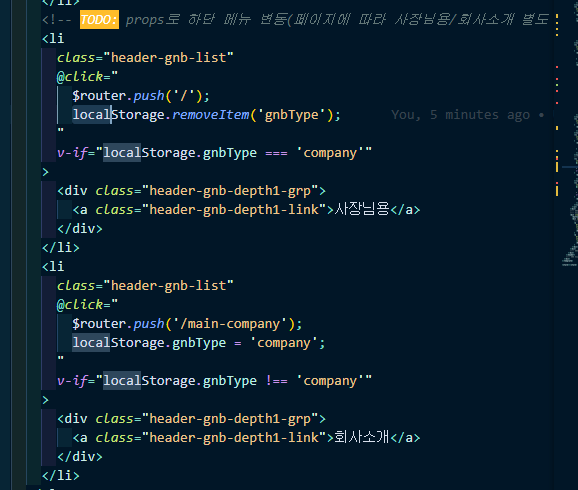 </li>
<!-- TODO: props로 하단 메뉴 변동(페이지에 따라 사장님용/회사소개 별도
<li
class="header-gnb-list"
@click="
$router.push('/');
localStorage.removeItem('gnbType'); You, 5 minutes ago •
"
v-if="localStorage.gnbType === 'company'"
>
<div class="header-gnb-depth1-grp">
<a class="header-gnb-depth1-link">사장님용</a>
</div>
</li>
<li
class="header-gnb-list"
@click="
$router.push('/main-company');
localStorage.gnbType = 'company';
"
v-if="localStorage.gnbType !== 'company'"
>
<div class="header-gnb-depth1-grp">
<a class="header-gnb-depth1-link">회사소개</a>
</div>
</li>